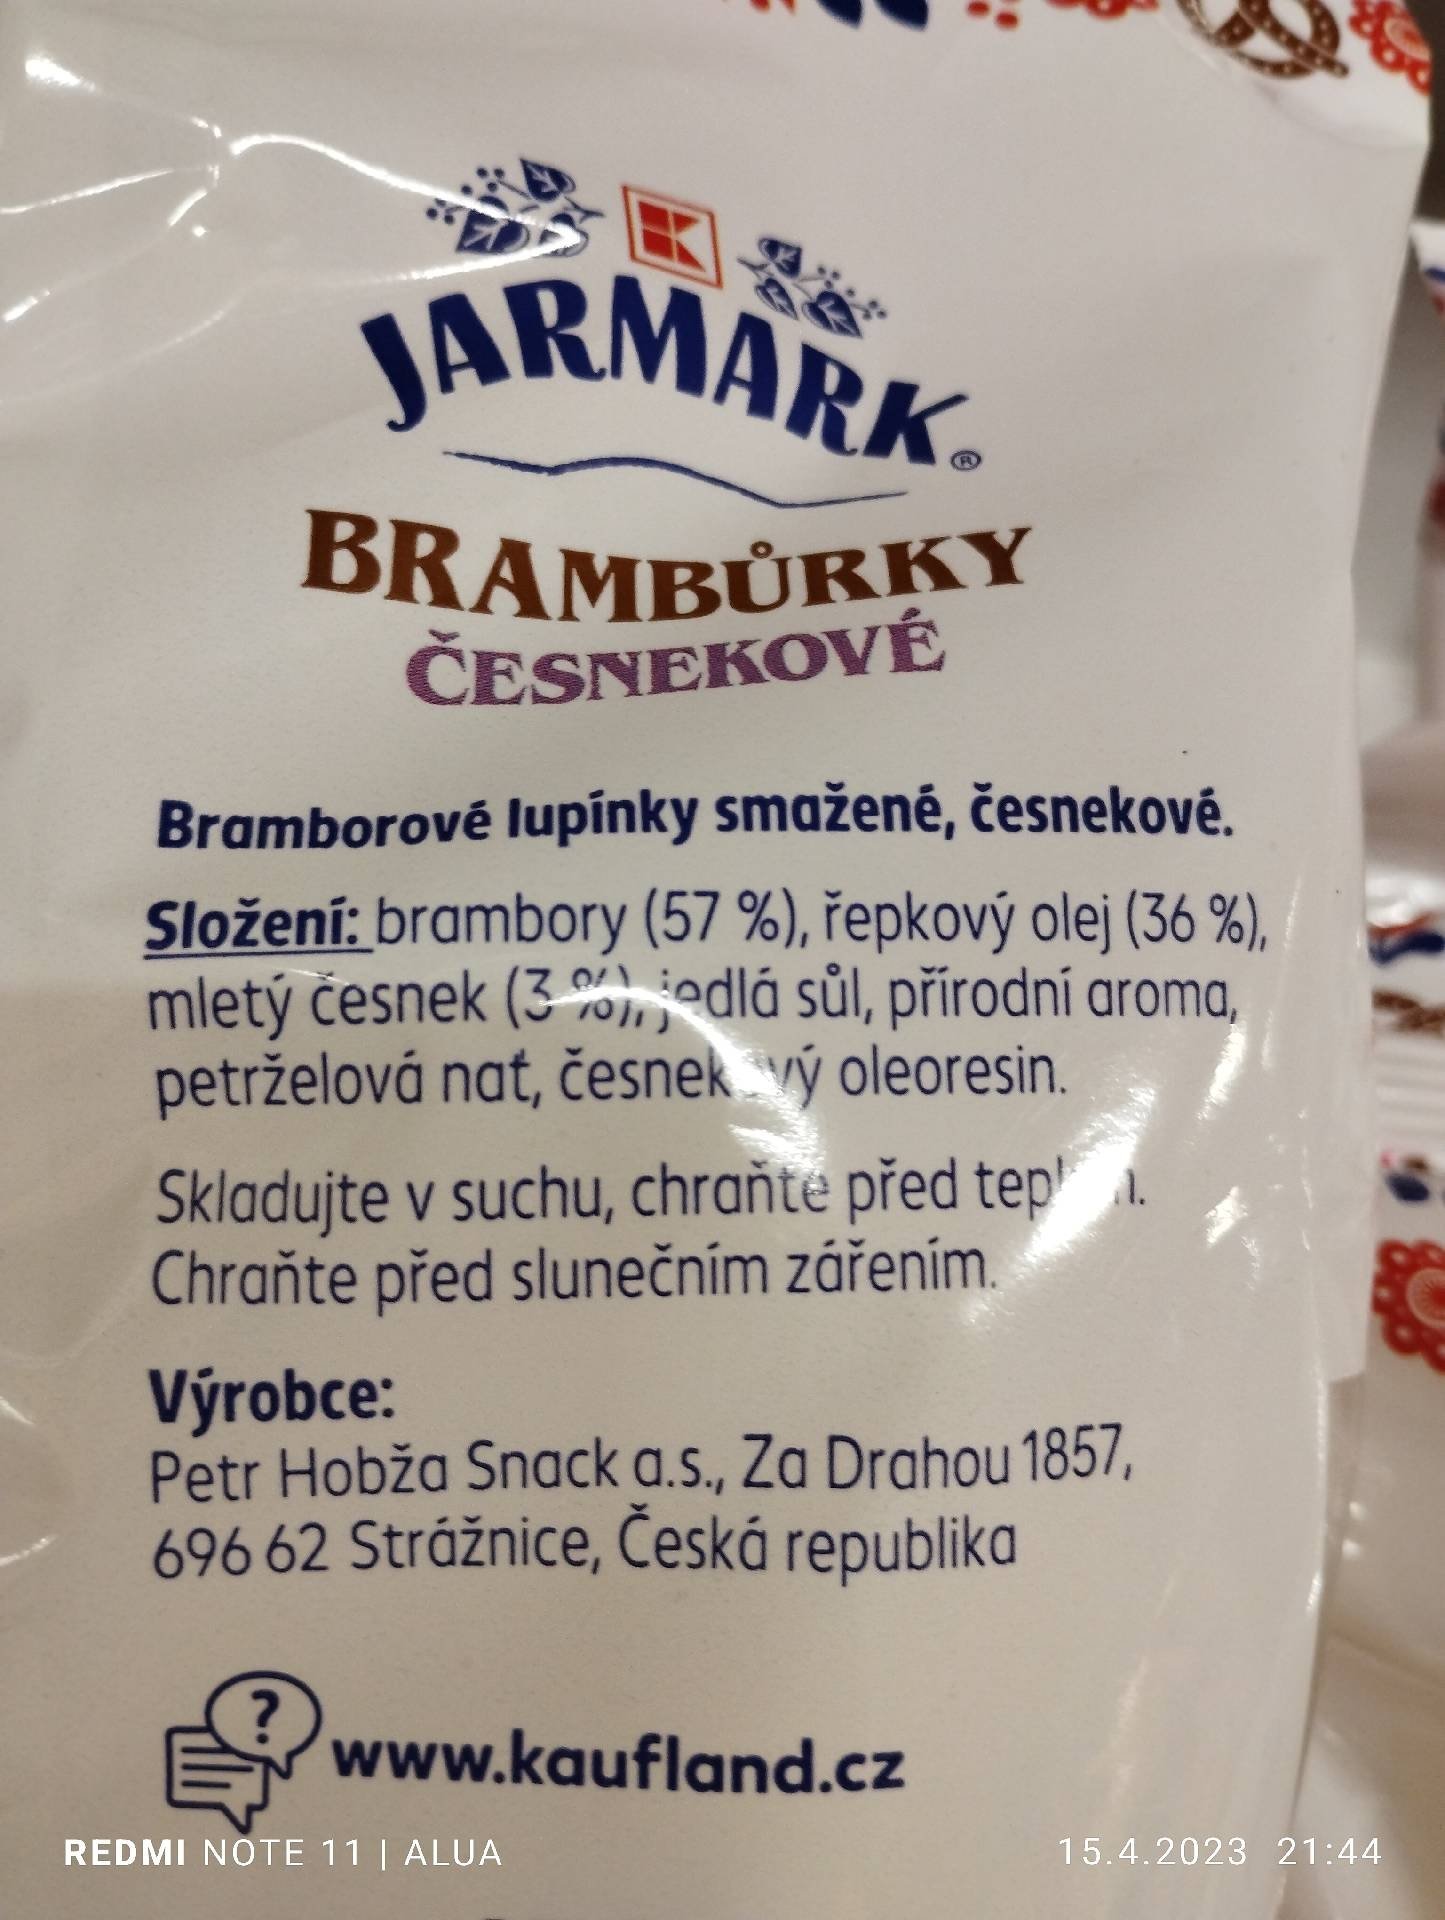 K
JARMARK®
BRAMBŮRKY
ČESNEKOVÉ
Bramborové lupínky smažené, česnekové.
Složení: brambory (57 %), řepkový olej (36 %),
mletý česnek (3 %), jedlá sůl, přírodní aroma,
petrželová nať, česnekový oleoresin.
Skladujte v suchu, chraňte před teplem.
Chraňte před slunečním zářením.
Výrobce:
Petr Hobža Snack a.s., Za Drahou 1857,
696 62 Strážnice, Česká republika
?
www.kaufland.cz
REDMI NOTE 11 | ALUA
15.4.2023 21:44